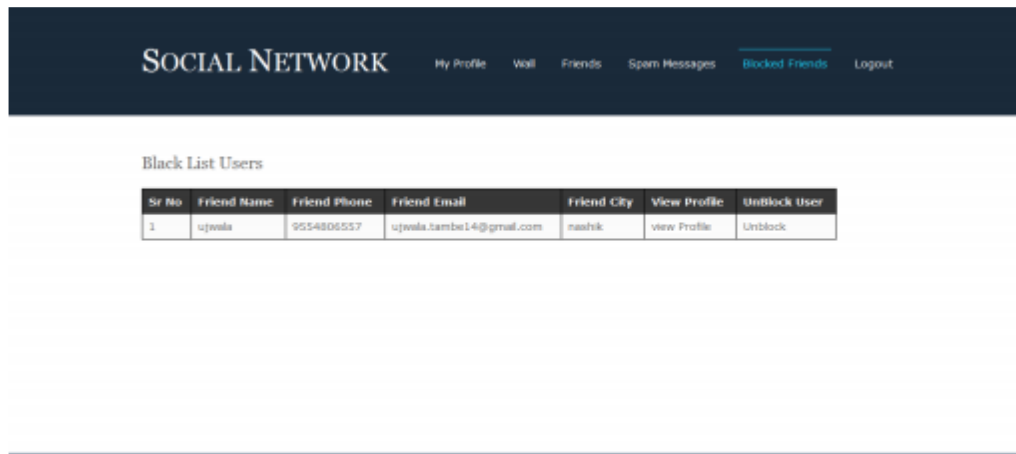 SOCIAL NETWORK My Profile Wall Friends Spam Messages Blocked Friends Logout
Black List Users
Sr No Friend Name Friend Phone Friend Email Friend City View Profile UnBlock User
1 ujwala 9554806557 ujwala.tambe14@gmail.com nashik view Profile Unblock